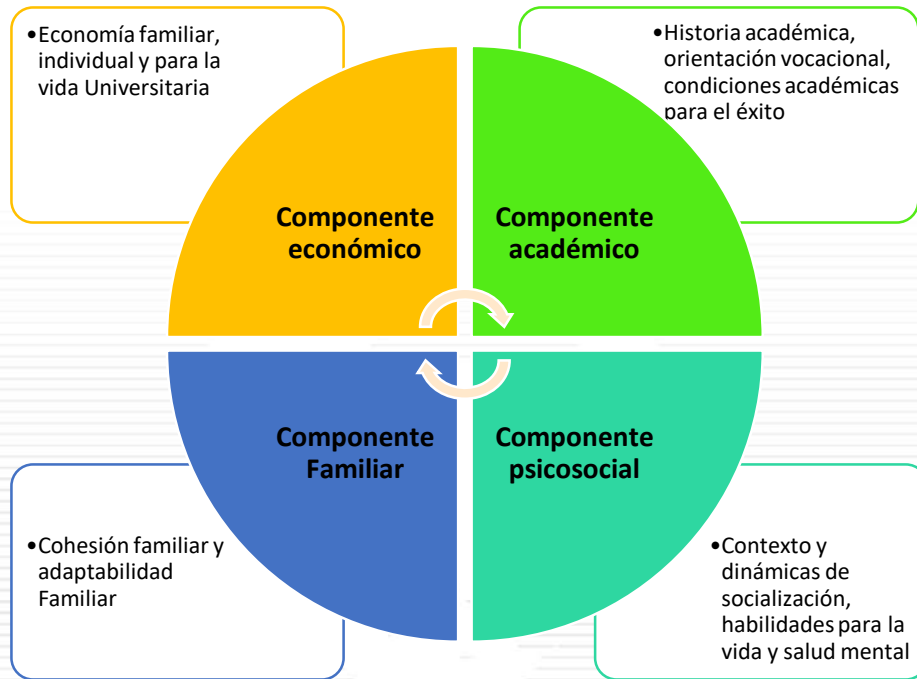 •Economía familiar,
individual y para la
vida Universitaria
•Historia académica,
orientación vocacional,
condiciones académicas
para el éxito
Componente
económico
Componente
académico
Componente
Familiar
Componente
psicosocial
•Cohesión familiar y
adaptabilidad
Familiar
•Contexto y
dinámicas de
socialización,
habilidades para la
vida y salud mental